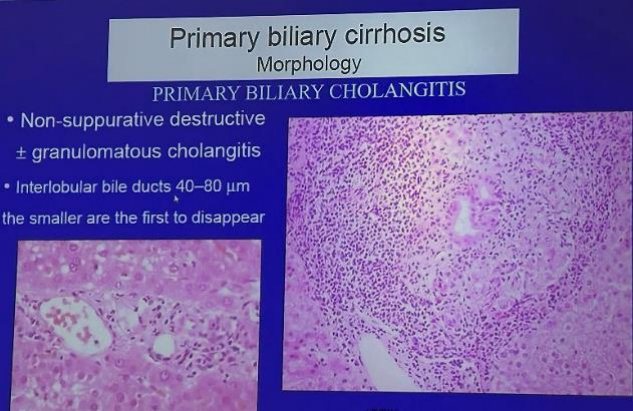 Primary biliary cirrhosis
Morphology
PRIMARY BILIARY CHOLANGITIS
• Non-suppurative destructive
± granulomatous cholangitis
• Interlobular bile ducts 40–80 µm
the smaller are the first to disappear